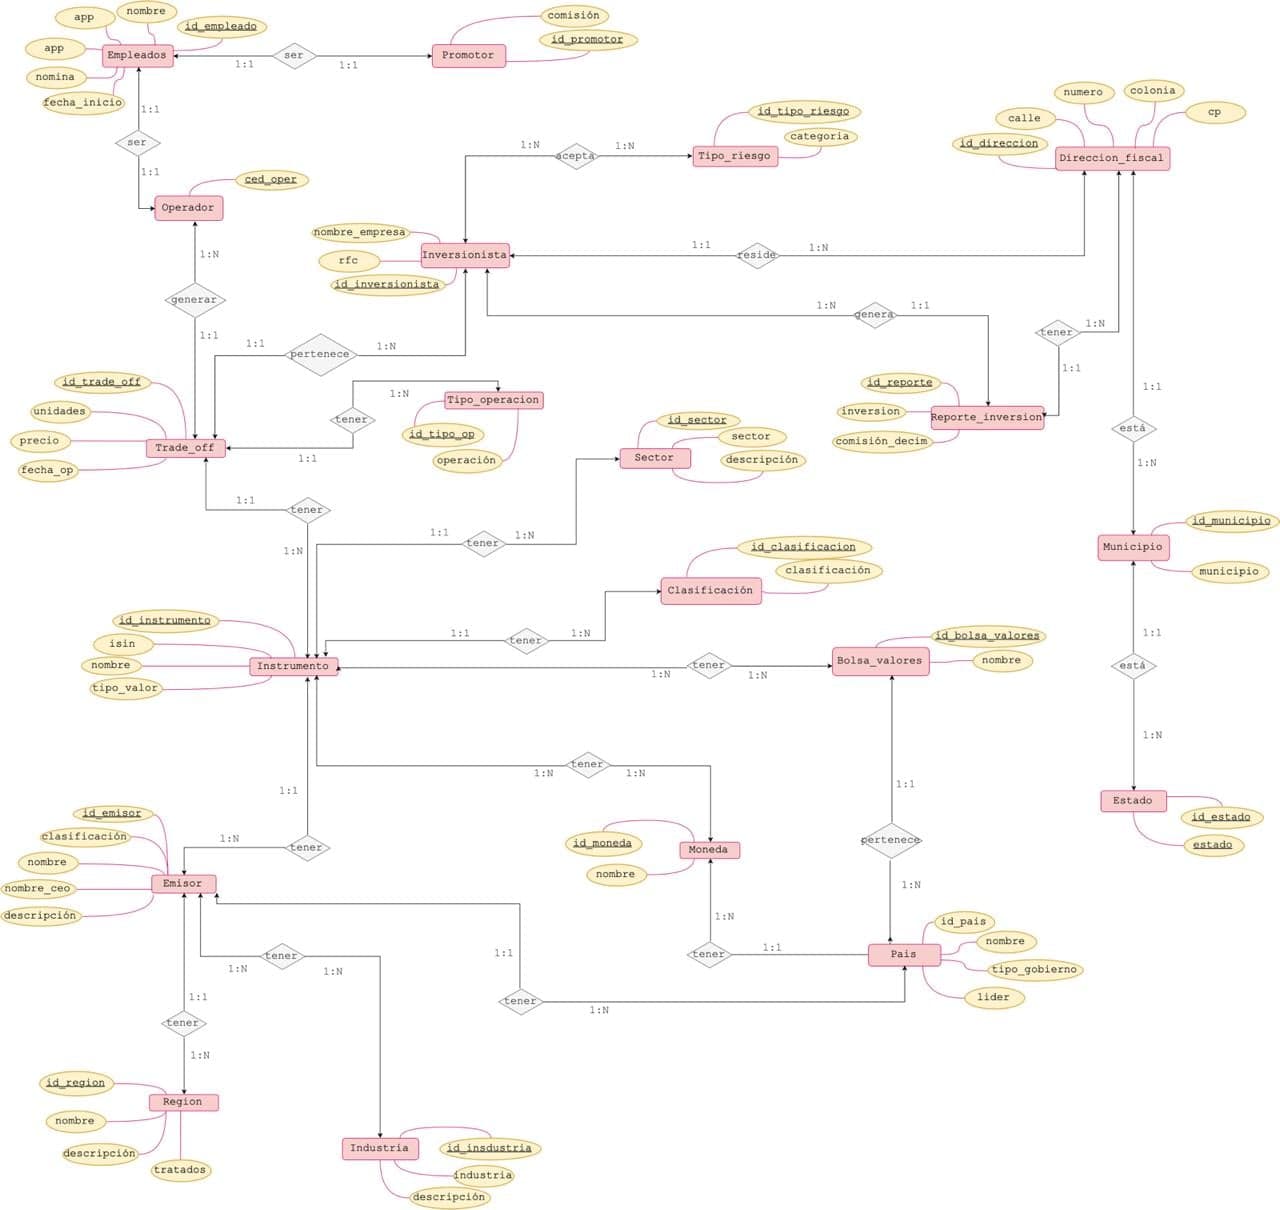 app
nombre
id_empleado
app
Empleados
nomina
fecha_inicio
1:1
ser
1:1
Promotor
comisión
id_promotor
1:1
ser
1:1
ced_oper
Operador
1:N
acepta
1:N
id_tipo_riesgo
categoria
Tipo_riesgo
numero
colonia
calle
cp
id_direccion
Direccion_fiscal
nombre_empresa
rfc
Inversionista
id_inversionista
1:1
reside
1:N
1:N
generar
1:1
1:N
genera
1:1
tener
1:N
1:1
1:1
pertenece
1:N
id_trade_off
unidades
precio
Trade_off
fecha_op
1:N
tener
1:1
Tipo_operacion
id_tipo_op
operación
id_reporte
inversion
Reporte_inversion
comisión_decim
1:1
está
1:N
id_sector
sector
Sector
descripción
1:1
tener
1:N
1:1
tener
1:N
id_municipio
Municipio
municipio
id_clasificacion
clasificación
Clasificación
1:1
tener
1:N
id_instrumento
isin
nombre
Instrumento
tipo_valor
1:N
tener
1:N
id_bolsa_valores
Bolsa_valores
nombre
1:1
está
1:N
1:N
tener
1:N
1:1
tener
1:N
1:1
pertenece
1:N
Estado
id_estado
estado
id_emisor
clasificación
nombre
Emisor
nombre_ceo
descripción
id_moneda
Moneda
nombre
1:N
tener
1:1
id_pais
nombre
Pais
tipo_gobierno
lider
1:N
tener
1:N
1:1
tener
1:N
1:1
tener
1:N
id_region
Region
nombre
descripción
tratados
Industria
id_insdustria
industria
descripción